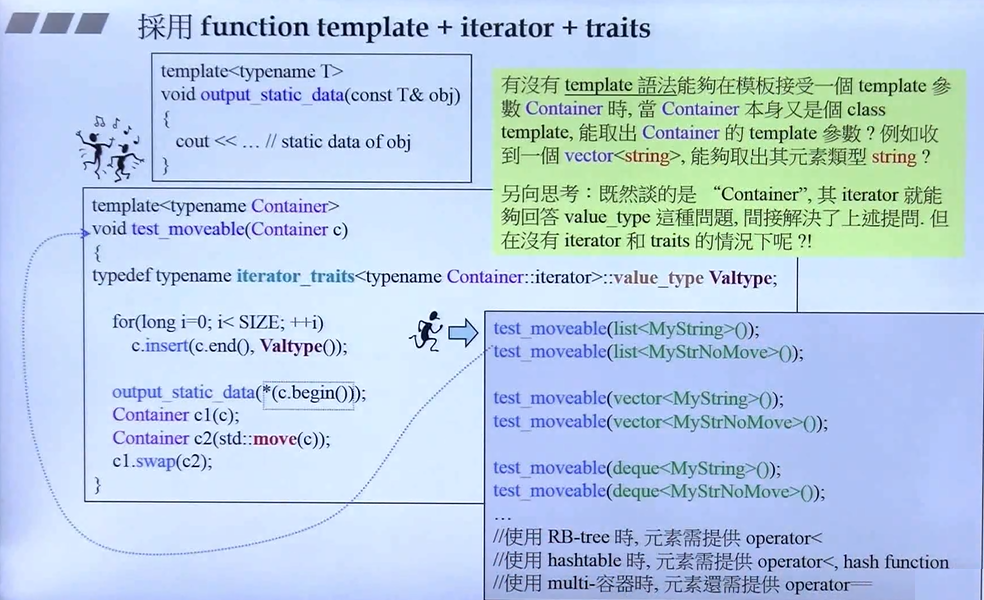 採用 function template + iterator + traits
template<typename T>
void output_static_data(const T& obj)
{
cout << … // static data of obj
}
有沒有 template 語法能夠在模板接受一個 template 參
數 Container 時, 當 Container 本身又是個 class
template, 能取出 Container 的 template 參數 ? 例如收
到一個 vector<string>, 能夠取出其元素類型 string ?
另向思考：既然談的是 “Container”, 其 iterator 就能
夠回答 value_type 這種問題, 間接解決了上述提問. 但
在沒有 iterator 和 traits 的情況下呢 ?!
template<typename Container>
void test_moveable(Container c)
{
typedef typename iterator_traits<typename Container::iterator>::value_type Valtype;
for(long i=0; i< SIZE; ++i)
c.insert(c.end(), Valtype());
output_static_data(*(c.begin()));
Container c1(c);
Container c2(std::move(c));
c1.swap(c2);
}
test_moveable(list<MyString>());
test_moveable(list<MyStrNoMove>());
test_moveable(vector<MyString>());
test_moveable(vector<MyStrNoMove>());
test_moveable(deque<MyString>());
test_moveable(deque<MyStrNoMove>());
…
//使用 RB-tree 時, 元素需提供 operator<
//使用 hashtable 時, 元素需提供 operator<, hash function
//使用 multi-容器時, 元素還需提供 operator==